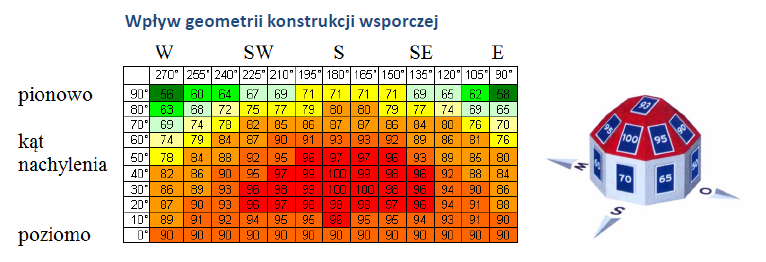 Wpływ geometrii konstrukcji wsporczej
W SW S SE E
270° 255° 240° 225° 210° 195° 180° 165° 150° 135° 120° 105° 90°
pionowo
90° 56 60 64 67 69 71 71 71 71 69 65 62 58
80° 63 68 72 75 77 79 80 80 79 77 74 69 65
70° 69 74 78 82 85 86 87 87 86 84 80 76 70
kąt nachylenia
60° 74 79 84 87 90 91 93 93 92 89 86 81 76
50° 78 84 88 92 95 96 97 97 96 93 89 85 80
40° 82 86 90 95 97 99 100 99 98 96 92 88 84
30° 86 89 93 96 98 99 100 100 98 96 94 90 86
20° 87 90 93 96 97 98 98 98 97 96 94 91 88
10° 89 91 92 94 95 95 96 95 95 94 93 91 90
poziomo
0° 90 90 90 90 90 90 90 90 90 90 90 90 90
93
95 100 95 90
65 70 65
W S O